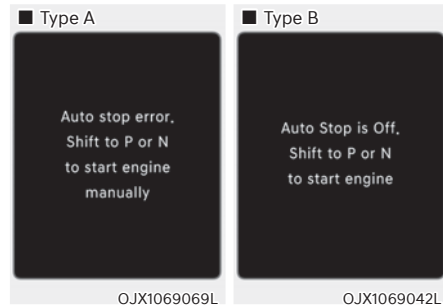 ■ Type A
Auto stop error.
Shift to P or N
to start engine
manually
OJX1069069L
■ Type B
Auto Stop is Off.
Shift to P or N
to start engine
OJX1069042L